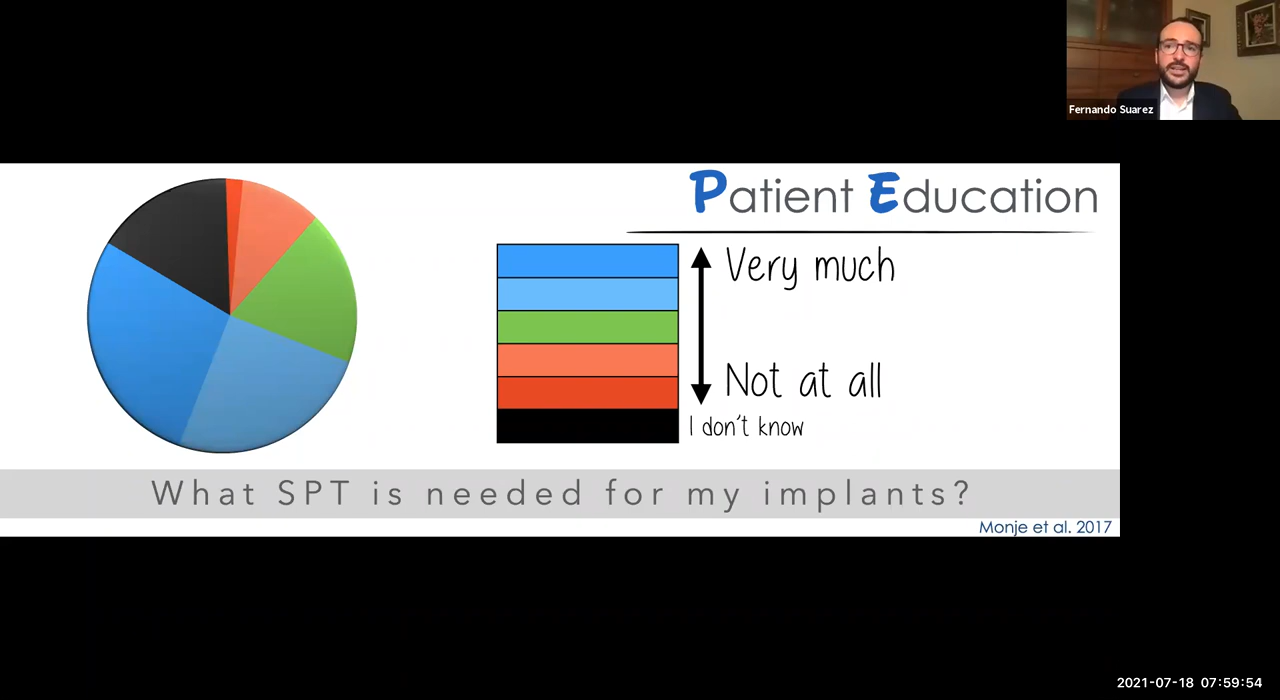 Fernando Suarez
Patient Education
Very much
Not at all
I don't know
What SPT is needed for my implants?
Monje et al. 2017
2021-07-18 07:59:54